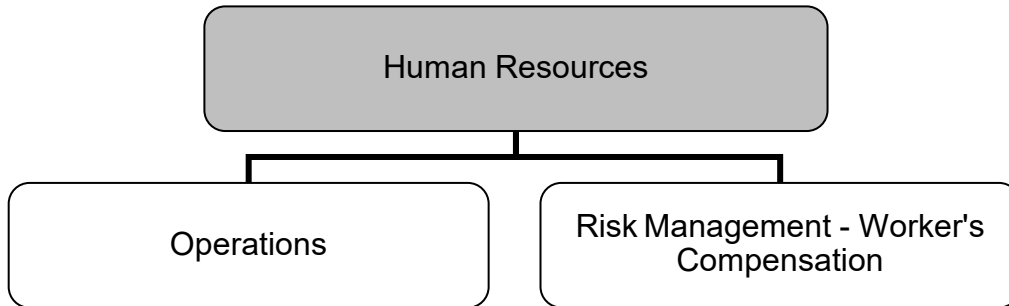 Human Resources
Operations
Risk Management - Worker's
Compensation